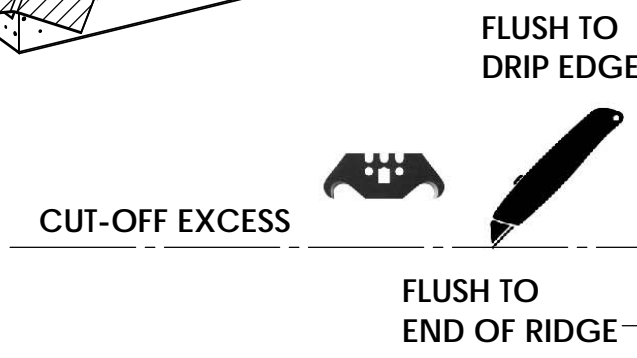 FLUSH TO
DRIP EDGE
CUT-OFF EXCESS
FLUSH TO
END OF RIDGE